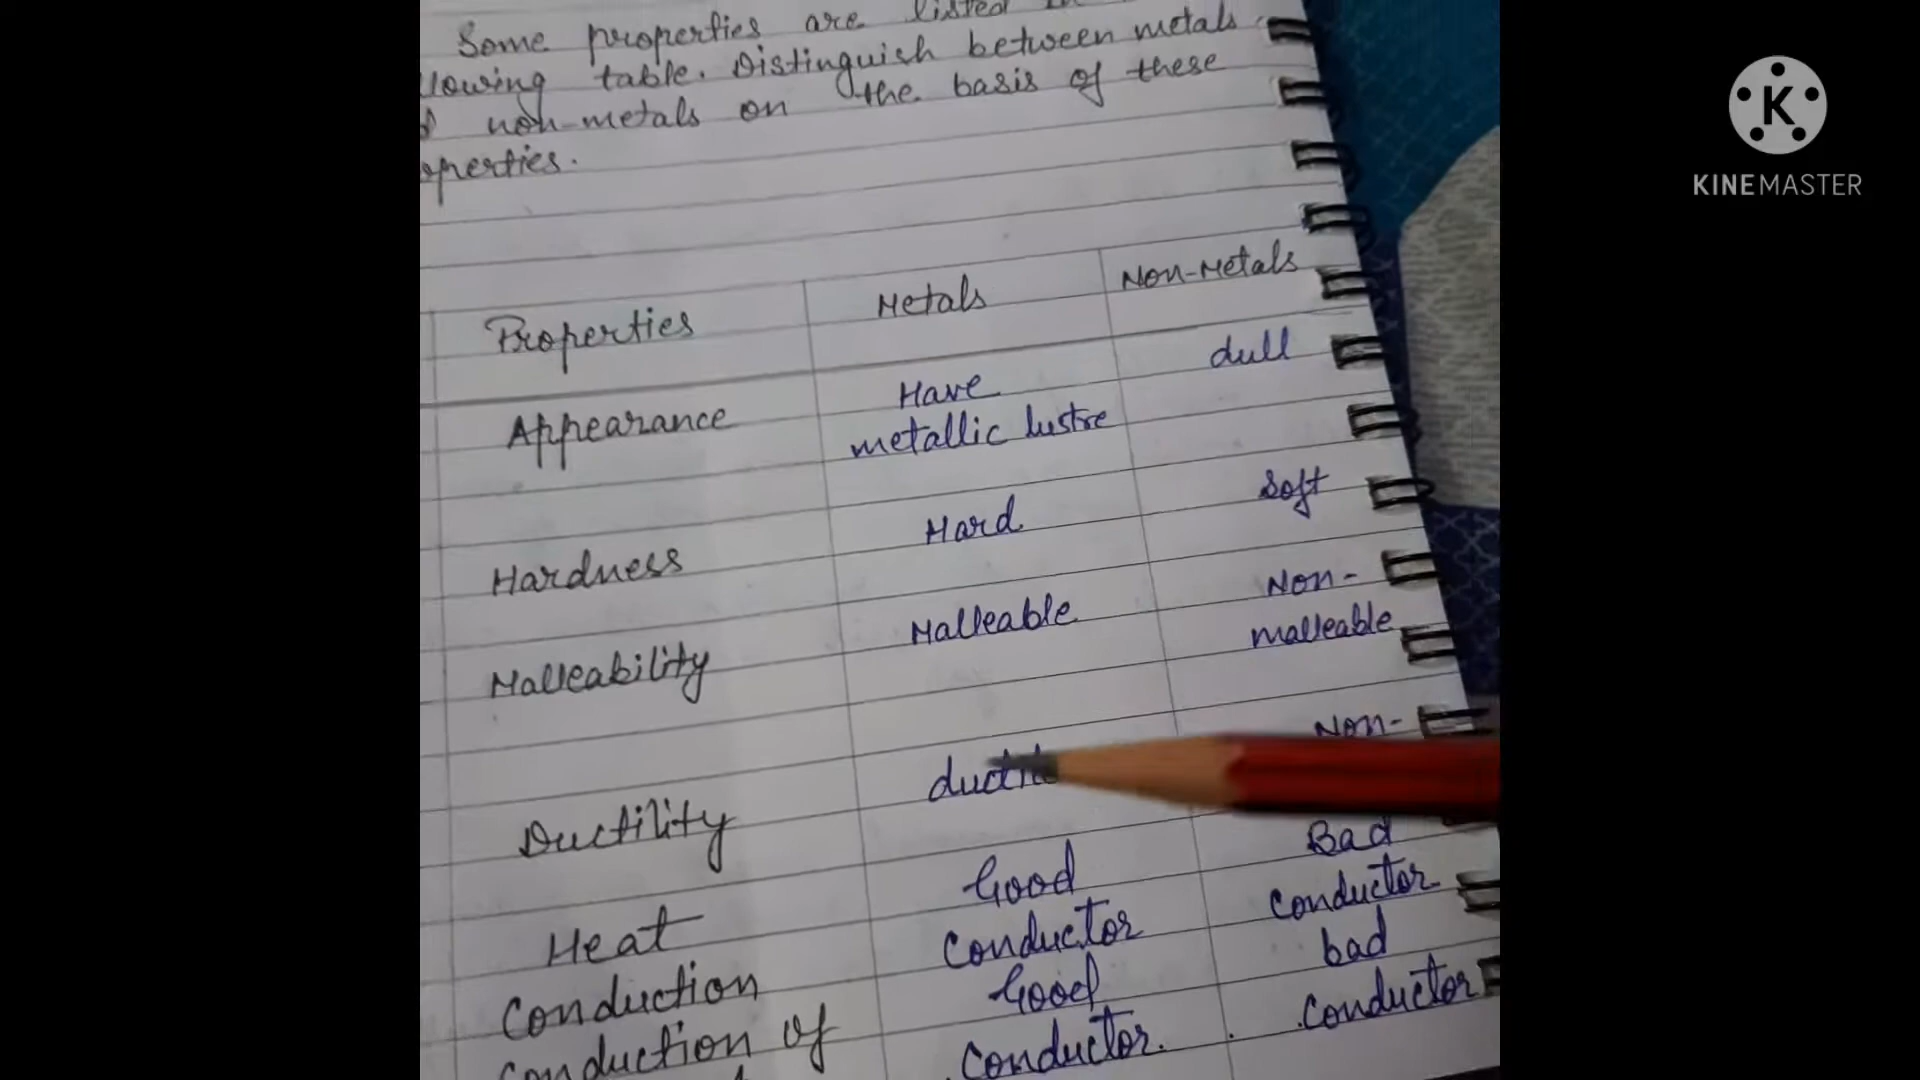 Some properties are listed
llowing table. Distinguish between metals
non-metals on the basis of these
operties.
Properties Metals Non-Metals
Appearance Have metallic lustre dull
Hardness Hard Soft
Malleability Malleable Non-malleable
Ductility Non-
Heat Conduction Good Conductor Bad Conductor
Conduction of Good Conductor. bad Conductor
K
KINEMASTER